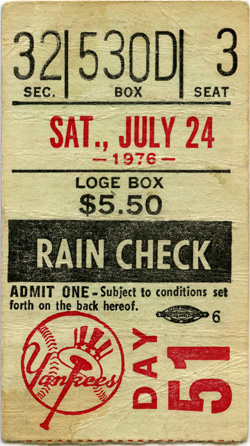 32 530D 3
SEC. BOX SEAT
SAT., JULY 24
— 1976 —
LOGE BOX
$5.50
RAIN CHECK
ADMIT ONE - Subject to conditions set
forth on the back hereof.
6
Yankees
DAY 51